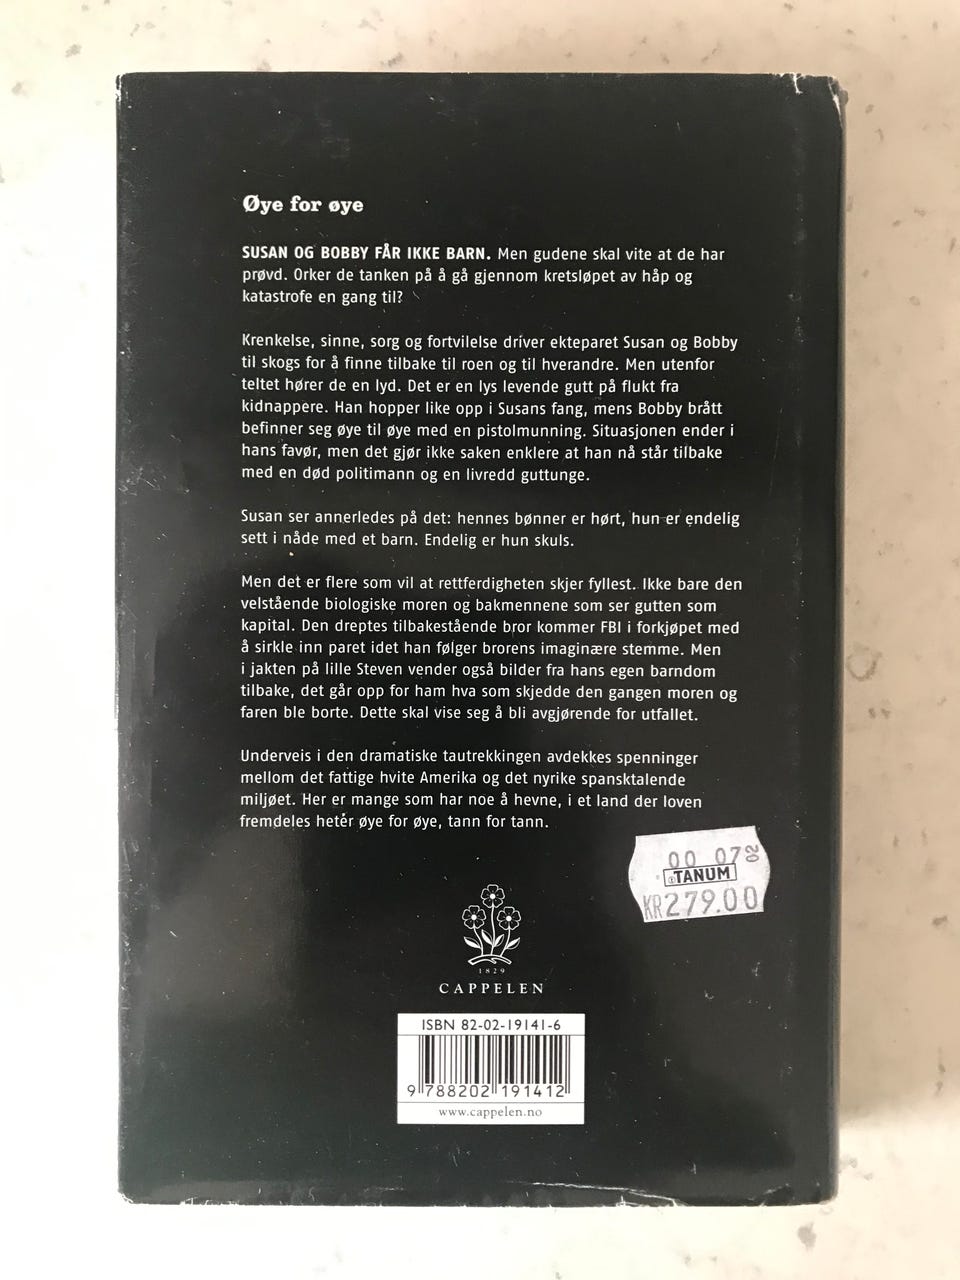 Øye for øye
SUSAN OG BOBBY FÅR IKKE BARN. Men gudene skal vite at de har
prøvd. Orker de tanken på å gå gjennom kretsløpet av håp og
katastrofe en gang til?
Krenkelse, sinne, sorg og fortvilelse driver ekteparet Susan og Bobby
til skogs for å finne tilbake til roen og til hverandre. Men utenfor
teltet hører de en lyd. Det er en lys levende gutt på flukt fra
kidnappere. Han hopper like opp i Susans fang, mens Bobby brått
befinner seg øye til øye med en pistolmunning. Situasjonen ender i
hans favør, men det gjør ikke saken enklere at han nå står tilbake
med en død politimann og en livredd guttunge.
Susan ser annerledes på det: hennes bønner er hørt, hun er endelig
sett i nåde med et barn. Endelig er hun skuls.
Men det er flere som vil at rettferdigheten skjer fyllest. Ikke bare den
velstående biologiske moren og bakmennene som ser gutten som
kapital. Den dreptes tilbakestående bror kommer FBI i forkjøpet med
å sirkle inn paret idet han følger brorens imaginære stemme. Men
i jakten på lille Steven vender også bilder fra hans egen barndom
tilbake, det går opp for ham hva som skjedde den gangen moren og
faren ble borte. Dette skal vise seg å bli avgjørende for utfallet.
Underveis i den dramatiske tautrekkingen avdekkes spenninger
mellom det fattige hvite Amerika og det nyrike spansktalende
miljøet. Her er mange som har noe å hevne, i et land der loven
fremdeles heter øye for øye, tann for tann.
00 07 02
TANUM
KR279.00
1829
CAPPELEN
ISBN 82-02-19141-6
9 788202 191412
www.cappelen.no